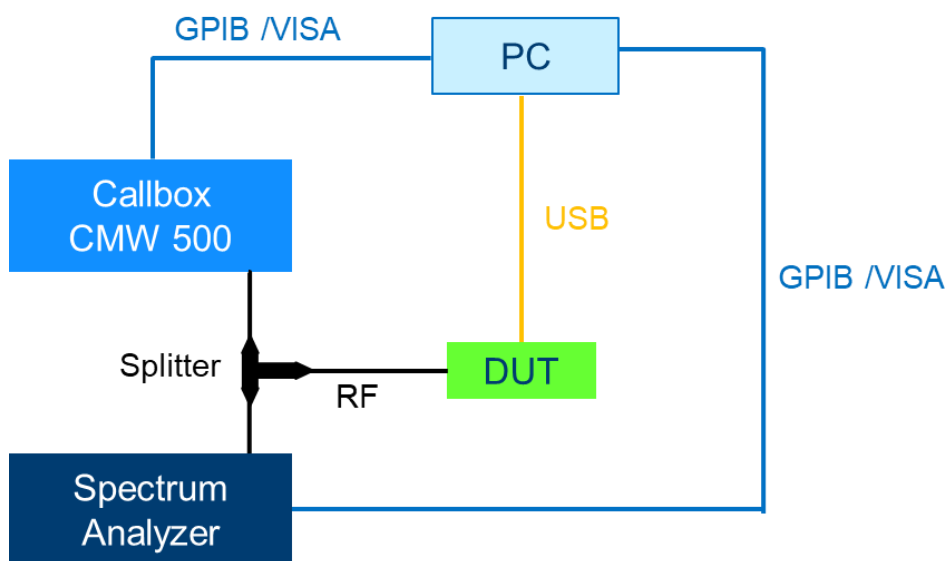 GPIB /VISA
PC
Callbox
CMW 500
USB
GPIB /VISA
Splitter
RF
DUT
Spectrum
Analyzer